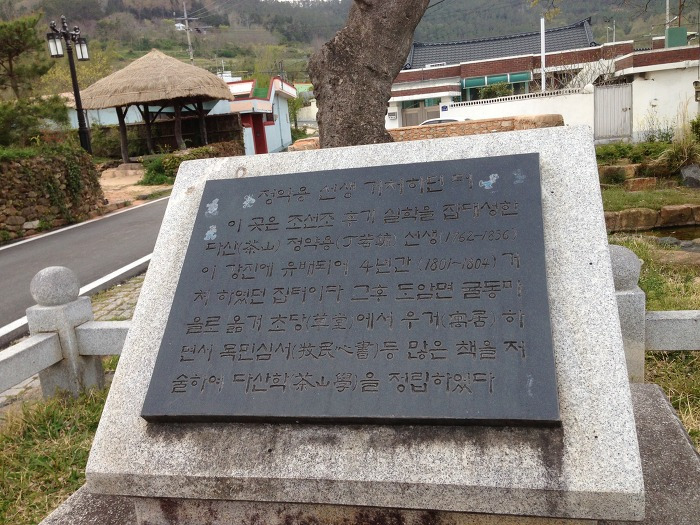 정약용 선생 기거하던 터
이 곳은 조선조 후기 실학을 집대성한
다산(茶山) 정약용(丁若鏞) 선생(1762-1836)
이 강진에 유배되어 4년간(1801-1804) 거
처 하였던 집터이다 그후 도암면 귤동마
을로 옮겨 초당(草堂)에서 우거(寓居) 하
면서 목민심서(牧民心書)등 많은 책을 저
술하여 다산학(茶山學)을 정립하였다